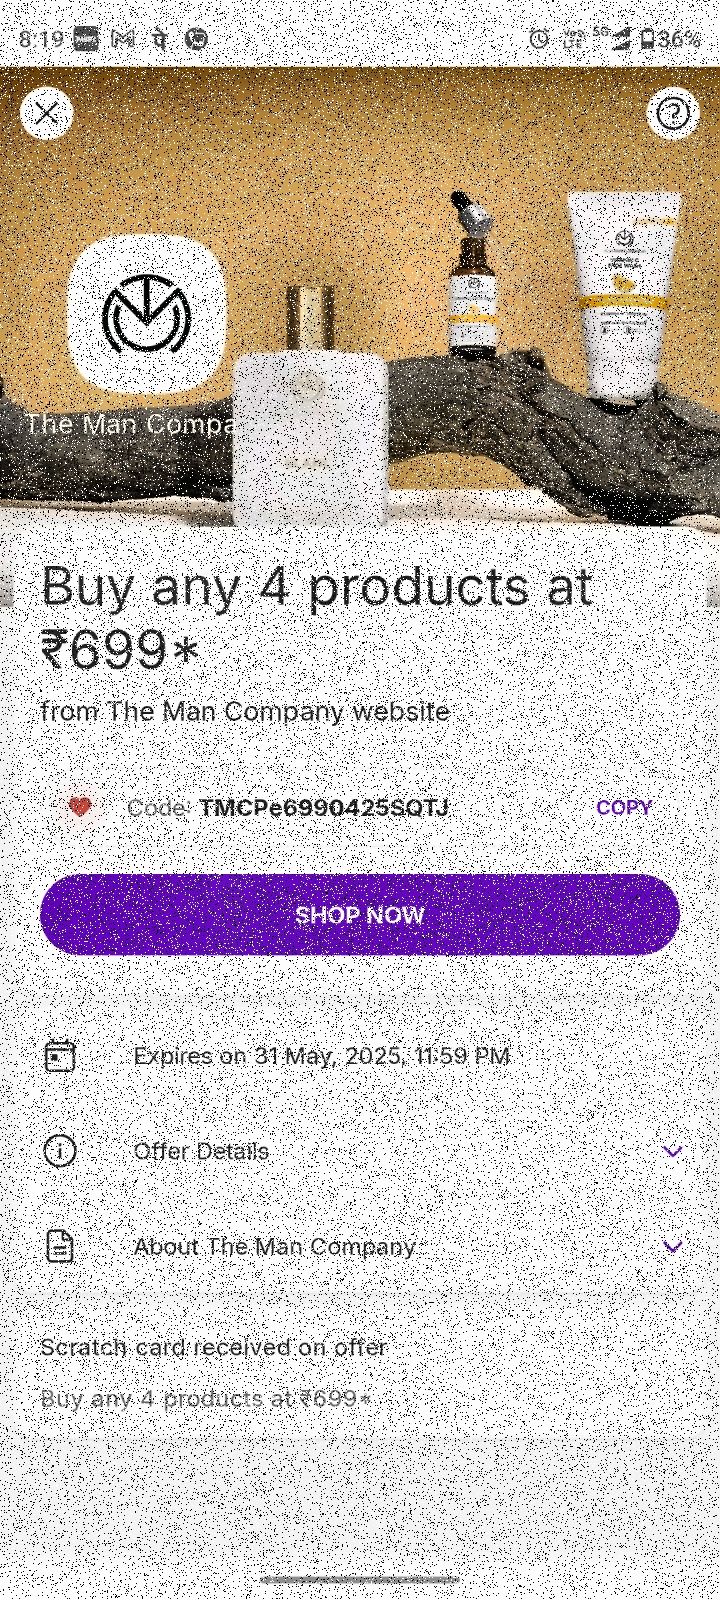 8:19
5G
36%
The Man Compa
Buy any 4 products at
₹699*
from The Man Company website
Code: TMCPe6990425SQTJ
COPY
SHOP NOW
Expires on 31 May, 2025, 11:59 PM
Offer Details
About The Man Company
Scratch card received on offer
Buy any 4 products at ₹699*